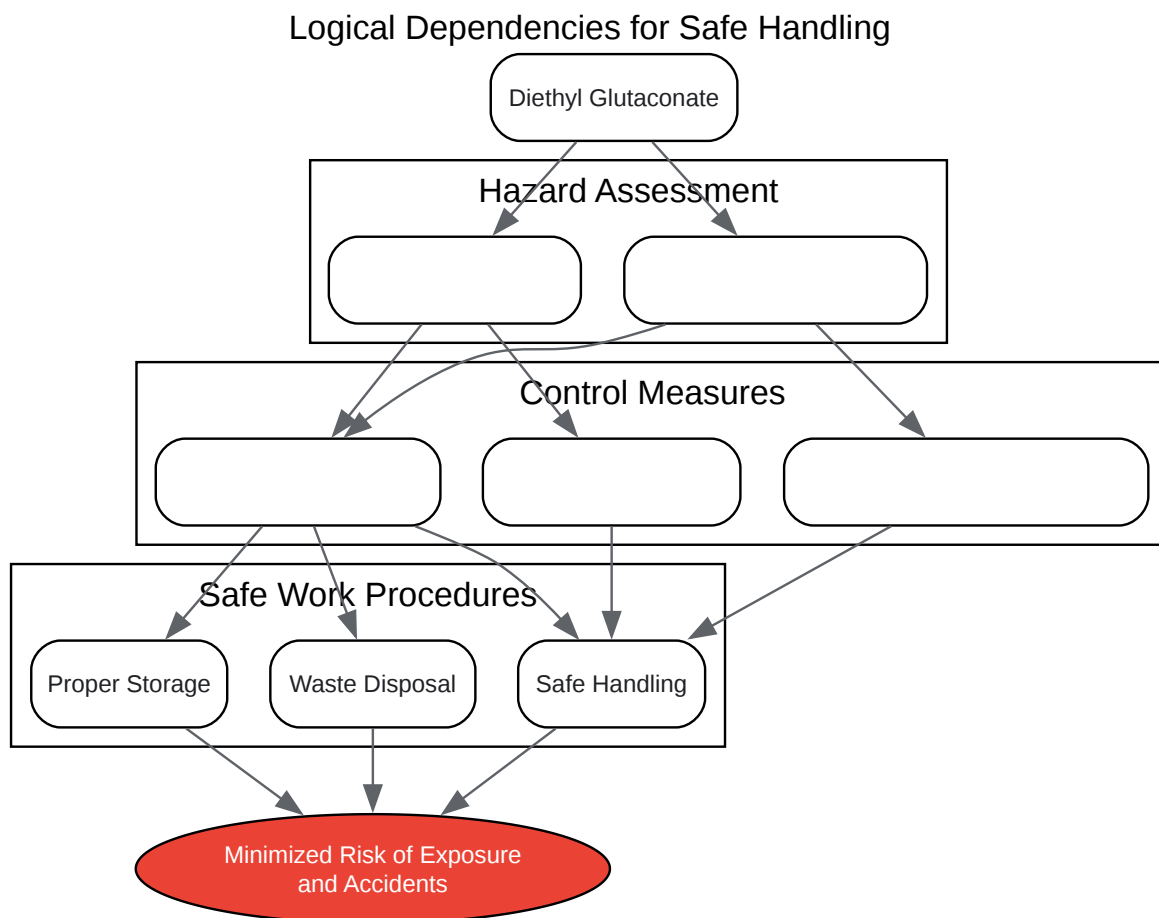 Logical Dependencies for Safe Handling
Diethyl Glutaconate
Hazard Assessment
Control Measures
Safe Work Procedures
Proper Storage
Waste Disposal
Safe Handling
Minimized Risk of Exposure
and Accidents